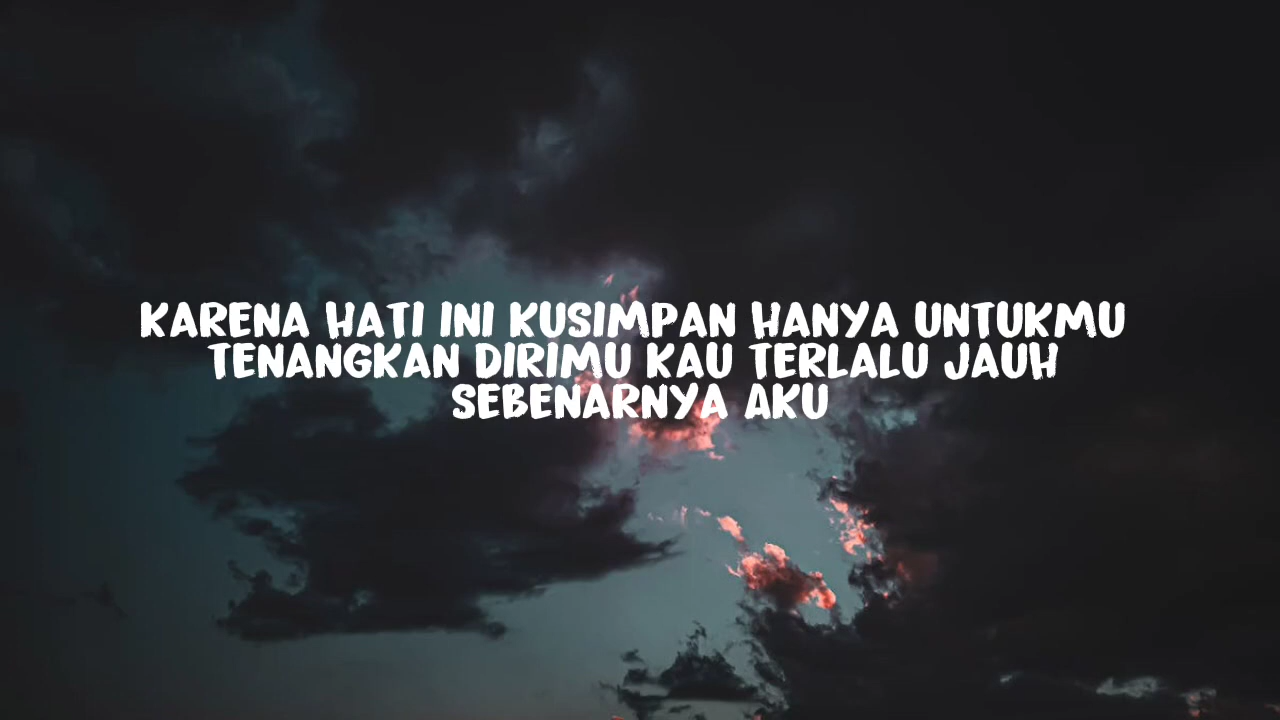 KARENA HATI INI KUSIMPAN HANYA UNTUKMU
TENANGKAN DIRIMU KAU TERLALU JAUH
SEBENARNYA AKU